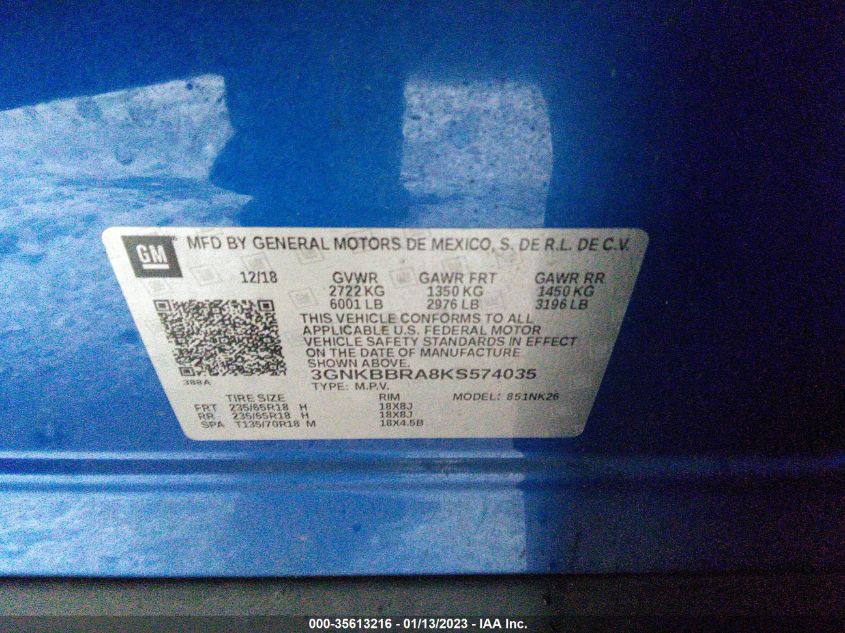 GM MFD BY GENERAL MOTORS DE MEXICO, S. DE R.L. DE C.V.
12/18 GVWR GAWR FRT GAWR RR
2722 KG 1350 KG 1450 KG
6001 LB 2976 LB 3196 LB
THIS VEHICLE CONFORMS TO ALL
APPLICABLE U.S. FEDERAL MOTOR
VEHICLE SAFETY STANDARDS IN EFFECT
ON THE DATE OF MANUFACTURE
SHOWN ABOVE.
3GNKBBRA8KS574035
388A
TYPE: M.P.V. MODEL: 851NK26
TIRE SIZE RIM
FRT 235/65R18 H 18X8J
RR 235/65R18 H 18X8J
SPA T135/70R18 M 18X4.5B
000-35613216 - 01/13/2023 - IAA Inc.